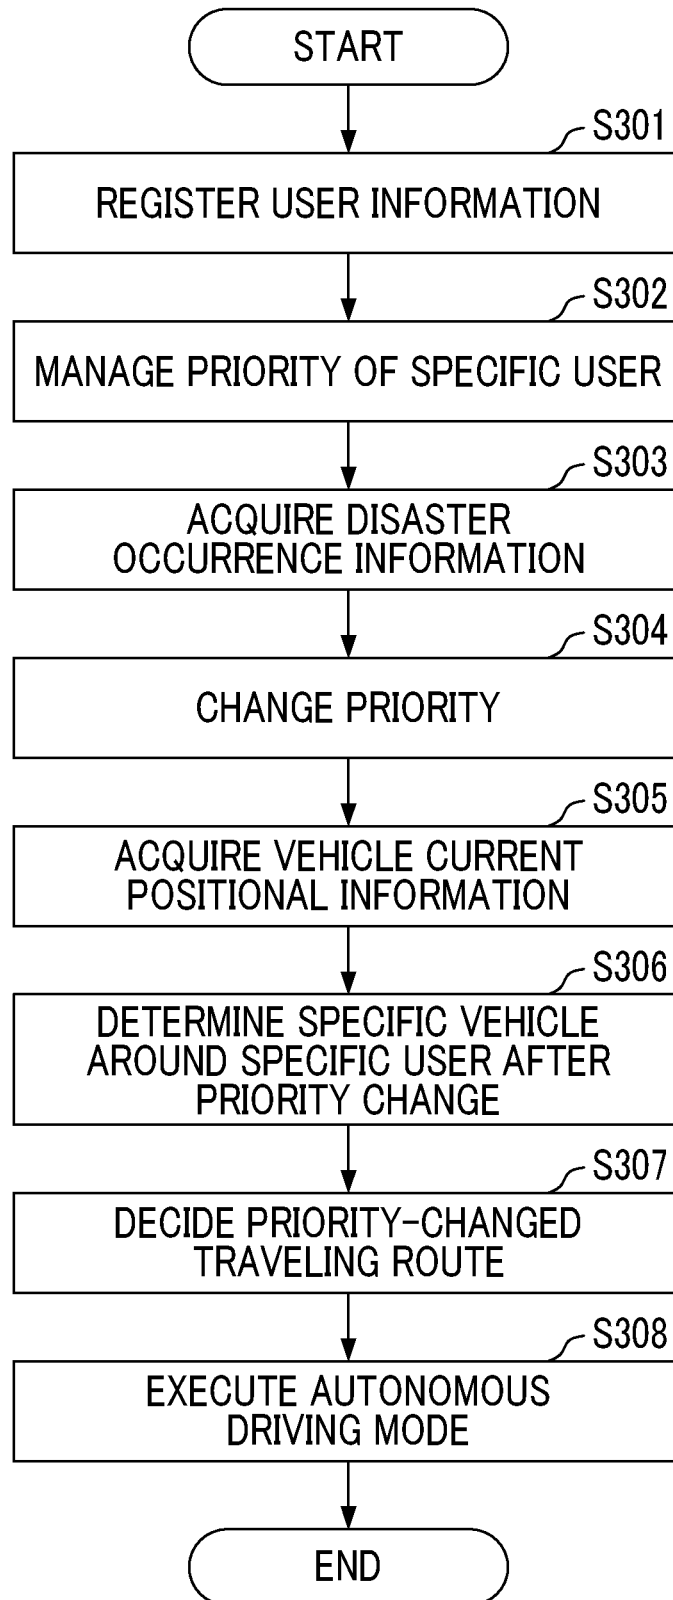 START
S301
REGISTER USER INFORMATION
S302
MANAGE PRIORITY OF SPECIFIC USER
S303
ACQUIRE DISASTER
OCCURRENCE INFORMATION
S304
CHANGE PRIORITY
S305
ACQUIRE VEHICLE CURRENT
POSITIONAL INFORMATION
S306
DETERMINE SPECIFIC VEHICLE
AROUND SPECIFIC USER AFTER
PRIORITY CHANGE
S307
DECIDE PRIORITY-CHANGED
TRAVELING ROUTE
S308
EXECUTE AUTONOMOUS
DRIVING MODE
END